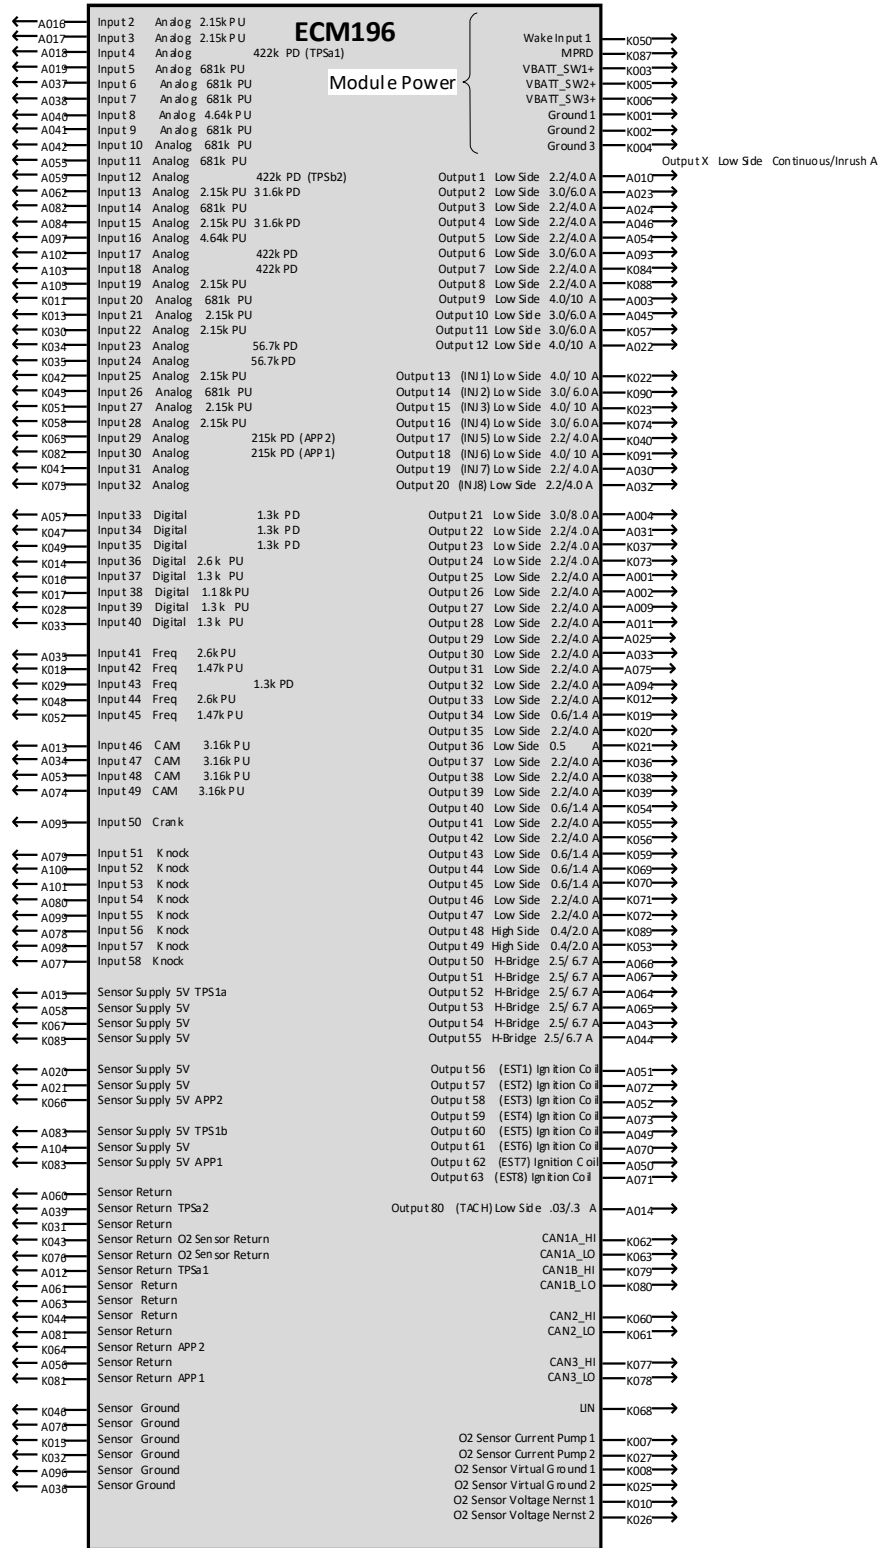 ECM196
Module Power
A016 Input 2 Analog 2.15k PU
A017 Input 3 Analog 2.15k PU
A018 Input 4 Analog 422k PD (TPSa1)
A019 Input 5 Analog 681k PU
A037 Input 6 Analog 681k PU
A038 Input 7 Analog 681k PU
A040 Input 8 Analog 4.64k PU
A041 Input 9 Analog 681k PU
A042 Input 10 Analog 681k PU
A055 Input 11 Analog 681k PU
A059 Input 12 Analog 422k PD (TPSb2)
A062 Input 13 Analog 2.15k PU 31.6k PD
A082 Input 14 Analog 681k PU
A084 Input 15 Analog 2.15k PU 31.6k PD
A097 Input 16 Analog 4.64k PU
A102 Input 17 Analog 422k PD
A103 Input 18 Analog 422k PD
A105 Input 19 Analog 2.15k PU
K011 Input 20 Analog 681k PU
K013 Input 21 Analog 2.15k PU
K030 Input 22 Analog 2.15k PU
K034 Input 23 Analog 56.7k PD
K035 Input 24 Analog 56.7k PD
K042 Input 25 Analog 2.15k PU
K045 Input 26 Analog 681k PU
K051 Input 27 Analog 2.15k PU
K058 Input 28 Analog 2.15k PU
K065 Input 29 Analog 215k PD (APP2)
K082 Input 30 Analog 215k PD (APP1)
K041 Input 31 Analog
K075 Input 32 Analog
A057 Input 33 Digital 1.3k PD
K047 Input 34 Digital 1.3k PD
K049 Input 35 Digital 1.3k PD
K014 Input 36 Digital 2.6k PU
K016 Input 37 Digital 1.3k PU
K017 Input 38 Digital 1.18k PU
K028 Input 39 Digital 1.3k PU
K033 Input 40 Digital 1.3k PU
A035 Input 41 Freq 2.6k PU
K018 Input 42 Freq 1.47k PU
K029 Input 43 Freq 1.3k PD
K048 Input 44 Freq 2.6k PU
K052 Input 45 Freq 1.47k PU
A013 Input 46 CAM 3.16k PU
A034 Input 47 CAM 3.16k PU
A053 Input 48 CAM 3.16k PU
A074 Input 49 CAM 3.16k PU
A095 Input 50 Crank
A079 Input 51 Knock
A100 Input 52 Knock
A101 Input 53 Knock
A080 Input 54 Knock
A099 Input 55 Knock
A078 Input 56 Knock
A098 Input 57 Knock
A077 Input 58 Knock
A015 Sensor Supply 5V TPS1a
A058 Sensor Supply 5V
K067 Sensor Supply 5V
K085 Sensor Supply 5V
A020 Sensor Supply 5V
A021 Sensor Supply 5V
K066 Sensor Supply 5V APP2
A083 Sensor Supply 5V TPS1b
A104 Sensor Supply 5V
K083 Sensor Supply 5V APP1
A060 Sensor Return
A039 Sensor Return TPSa2
K031 Sensor Return
K043 Sensor Return O2 Sensor Return
K076 Sensor Return O2 Sensor Return
A012 Sensor Return TPSa1
A061 Sensor Return
A063 Sensor Return
K044 Sensor Return
A081 Sensor Return
K064 Sensor Return APP2
A056 Sensor Return
K081 Sensor Return APP1
K046 Sensor Ground
A076 Sensor Ground
K015 Sensor Ground
K032 Sensor Ground
A096 Sensor Ground
A036 Sensor Ground
Wake Input 1 K050
MPRD K087
VBATT_SW1+ K003
VBATT_SW2+ K005
VBATT_SW3+ K006
Ground 1 K001
Ground 2 K002
Ground 3 K004
Output X Low Side Continuous/Inrush A
Output 1 Low Side 2.2/4.0 A A010
Output 2 Low Side 3.0/6.0 A A023
Output 3 Low Side 2.2/4.0 A A024
Output 4 Low Side 2.2/4.0 A A046
Output 5 Low Side 2.2/4.0 A A054
Output 6 Low Side 3.0/6.0 A A093
Output 7 Low Side 2.2/4.0 A K084
Output 8 Low Side 2.2/4.0 A K088
Output 9 Low Side 4.0/10 A A003
Output 10 Low Side 3.0/6.0 A A045
Output 11 Low Side 3.0/6.0 A K057
Output 12 Low Side 4.0/10 A A022
Output 13 (INJ1) Low Side 4.0/10 A K022
Output 14 (INJ2) Low Side 3.0/6.0 A K090
Output 15 (INJ3) Low Side 4.0/10 A K023
Output 16 (INJ4) Low Side 3.0/6.0 A K074
Output 17 (INJ5) Low Side 2.2/4.0 A K040
Output 18 (INJ6) Low Side 4.0/10 A K091
Output 19 (INJ7) Low Side 2.2/4.0 A A030
Output 20 (INJ8) Low Side 2.2/4.0 A A032
Output 21 Low Side 3.0/8.0 A A004
Output 22 Low Side 2.2/4.0 A A031
Output 23 Low Side 2.2/4.0 A K037
Output 24 Low Side 2.2/4.0 A K073
Output 25 Low Side 2.2/4.0 A A001
Output 26 Low Side 2.2/4.0 A A002
Output 27 Low Side 2.2/4.0 A A009
Output 28 Low Side 2.2/4.0 A A011
Output 29 Low Side 2.2/4.0 A A025
Output 30 Low Side 2.2/4.0 A A033
Output 31 Low Side 2.2/4.0 A A075
Output 32 Low Side 2.2/4.0 A A094
Output 33 Low Side 2.2/4.0 A K012
Output 34 Low Side 0.6/1.4 A K019
Output 35 Low Side 2.2/4.0 A K020
Output 36 Low Side 0.5 A K021
Output 37 Low Side 2.2/4.0 A K036
Output 38 Low Side 2.2/4.0 A K038
Output 39 Low Side 2.2/4.0 A K039
Output 40 Low Side 0.6/1.4 A K054
Output 41 Low Side 2.2/4.0 A K055
Output 42 Low Side 2.2/4.0 A K056
Output 43 Low Side 0.6/1.4 A K059
Output 44 Low Side 0.6/1.4 A K069
Output 45 Low Side 0.6/1.4 A K070
Output 46 Low Side 2.2/4.0 A K071
Output 47 Low Side 2.2/4.0 A K072
Output 48 High Side 0.4/2.0 A K089
Output 49 High Side 0.4/2.0 A K053
Output 50 H-Bridge 2.5/6.7 A A066
Output 51 H-Bridge 2.5/6.7 A A067
Output 52 H-Bridge 2.5/6.7 A A064
Output 53 H-Bridge 2.5/6.7 A A065
Output 54 H-Bridge 2.5/6.7 A A043
Output 55 H-Bridge 2.5/6.7 A A044
Output 56 (EST1) Ignition Coil A051
Output 57 (EST2) Ignition Coil A072
Output 58 (EST3) Ignition Coil A052
Output 59 (EST4) Ignition Coil A073
Output 60 (EST5) Ignition Coil A049
Output 61 (EST6) Ignition Coil A070
Output 62 (EST7) Ignition Coil A050
Output 63 (EST8) Ignition Coil A071
Output 80 (TACH) Low Side .03/.3 A A014
CAN1A_HI K062
CAN1A_LO K063
CAN1B_HI K079
CAN1B_LO K080
CAN2_HI K060
CAN2_LO K061
CAN3_HI K077
CAN3_LO K078
LIN K068
O2 Sensor Current Pump 1 K007
O2 Sensor Current Pump 2 K027
O2 Sensor Virtual Ground 1 K008
O2 Sensor Virtual Ground 2 K025
O2 Sensor Voltage Nernst 1 K010
O2 Sensor Voltage Nernst 2 K026